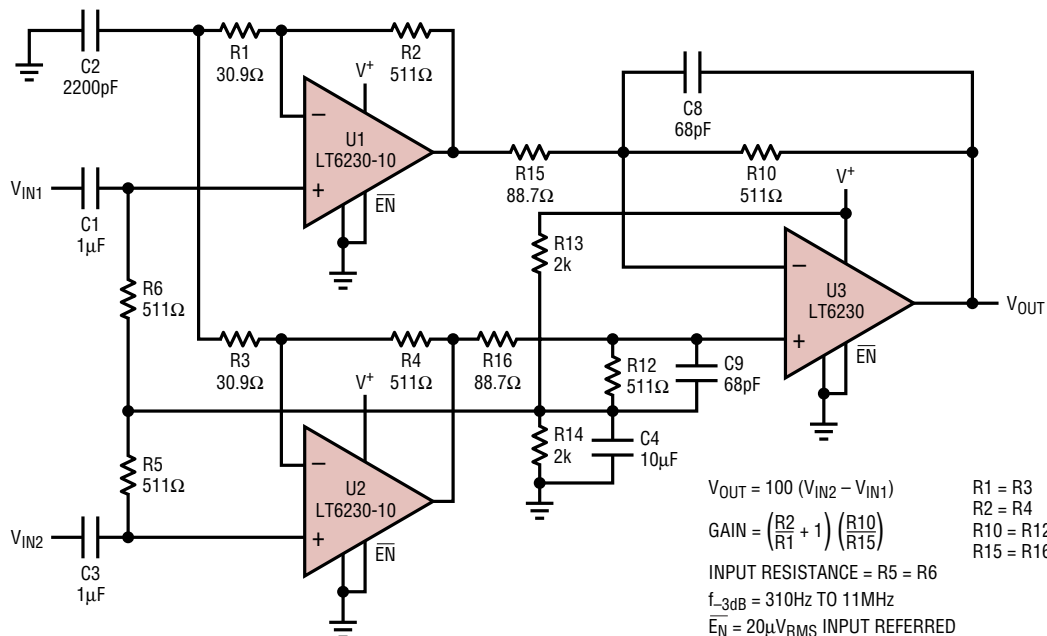 C2
2200pF
R1
30.9Ω
R2
511Ω
V+
U1
LT6230-10
−
+
EN
VIN1
C1
1µF
R6
511Ω
R15
88.7Ω
C8
68pF
R10
511Ω
V+
R13
2k
U3
LT6230
−
+
EN
VOUT
R3
30.9Ω
R4
511Ω
R16
88.7Ω
R12
511Ω
C9
68pF
V+
R14
2k
C4
10µF
R5
511Ω
U2
LT6230-10
−
+
EN
VIN2
C3
1µF
VOUT = 100 (VIN2 – VIN1)
GAIN = (R2/R1 + 1) (R10/R15)
INPUT RESISTANCE = R5 = R6
f–3dB = 310Hz TO 11MHz
EN = 20µVRMS INPUT REFERRED
R1 = R3
R2 = R4
R10 = R12
R15 = R16